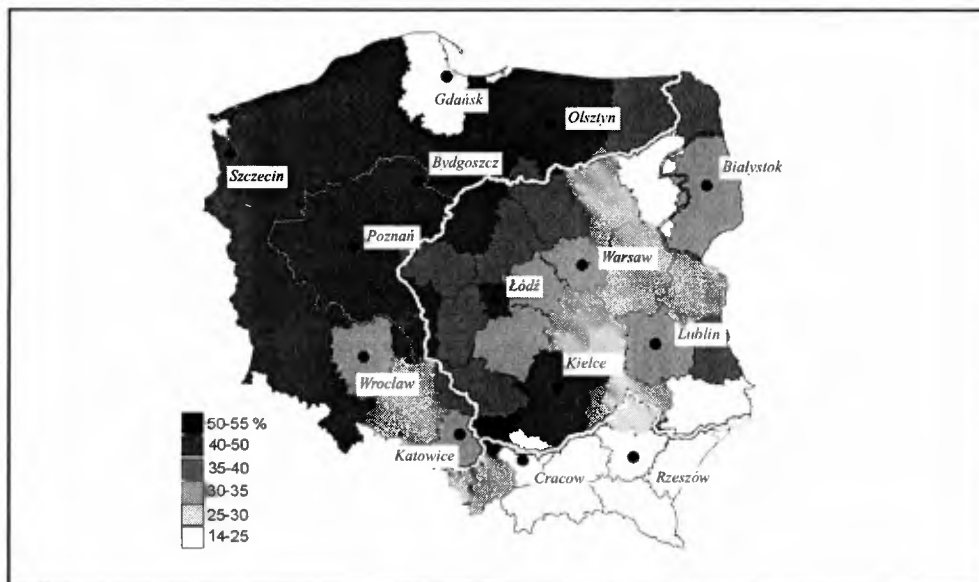 Gdańsk
Olsztyn
Bydgoszcz
Białystok
Szczecin
Poznań
Warsaw
Łódź
Lublin
Kielce
Wrocław
50-55 %
40-50
35-40
30-35
25-30
14-25
Katowice
Cracow
Rzeszów